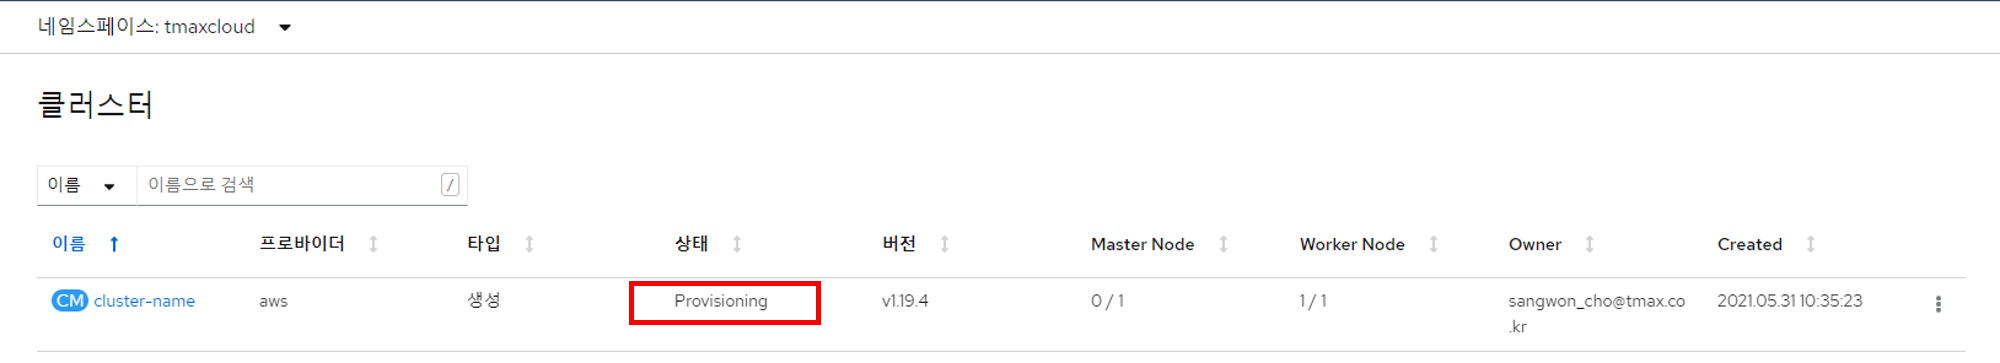 네임스페이스: tmaxcloud
클러스터
이름 이름으로 검색 /
이름 프로바이더 타입 상태 버전 Master Node Worker Node Owner Created
CM cluster-name aws 생성 Provisioning v1.19.4 0 / 1 1 / 1 sangwon_cho@tmax.co 2021.05.31 10:35:23
.kr